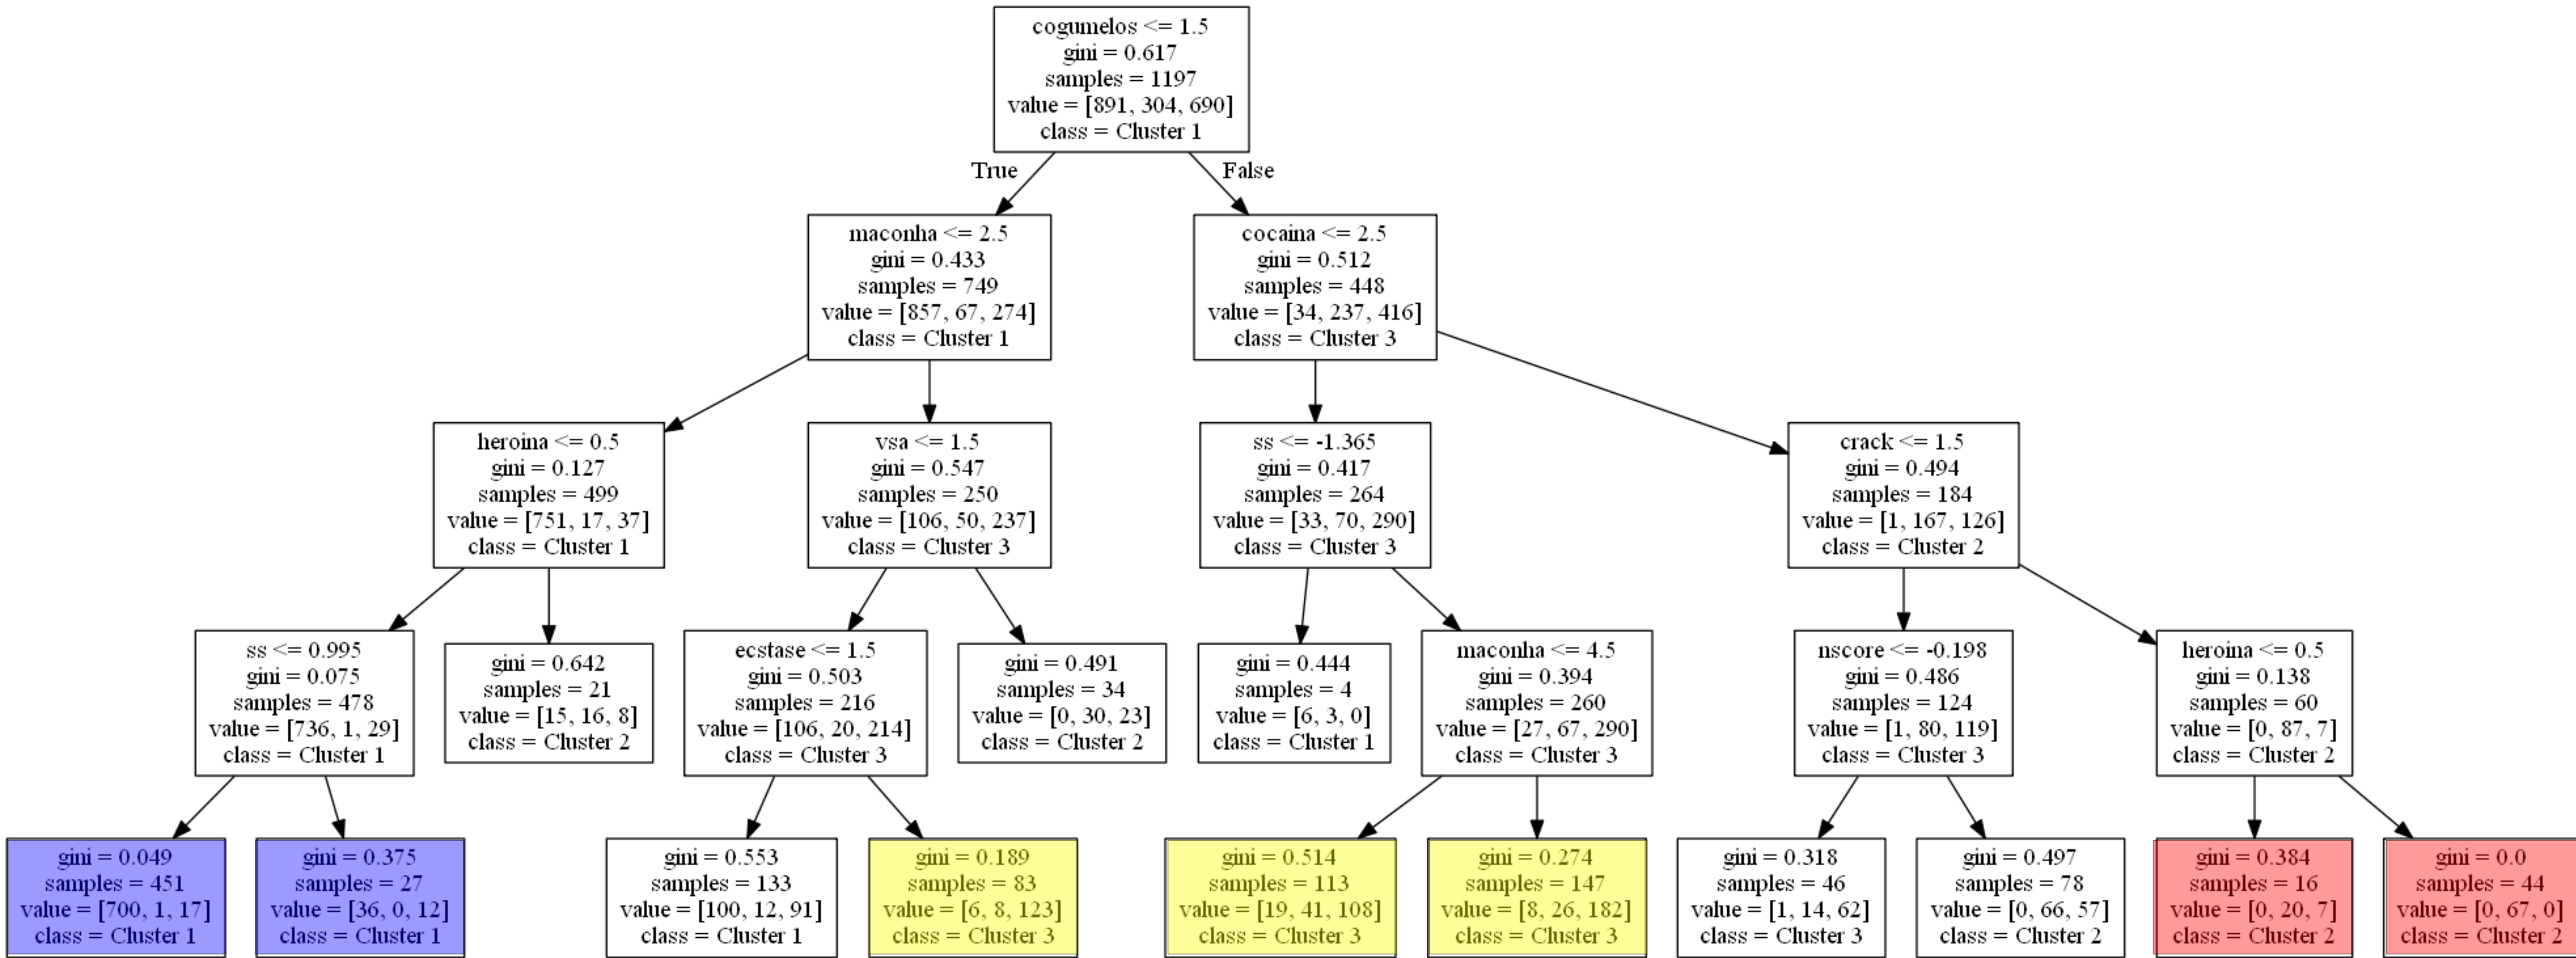 cogumelos <= 1.5
gini = 0.617
samples = 1197
value = [891, 304, 690]
class = Cluster 1
True
False
maconha <= 2.5
gini = 0.433
samples = 749
value = [857, 67, 274]
class = Cluster 1
cocaina <= 2.5
gini = 0.512
samples = 448
value = [34, 237, 416]
class = Cluster 3
heroina <= 0.5
gini = 0.127
samples = 499
value = [751, 17, 37]
class = Cluster 1
vsa <= 1.5
gini = 0.547
samples = 250
value = [106, 50, 237]
class = Cluster 3
ss <= -1.365
gini = 0.417
samples = 264
value = [33, 70, 290]
class = Cluster 3
crack <= 1.5
gini = 0.494
samples = 184
value = [1, 167, 126]
class = Cluster 2
ss <= 0.995
gini = 0.075
samples = 478
value = [736, 1, 29]
class = Cluster 1
gini = 0.642
samples = 21
value = [15, 16, 8]
class = Cluster 2
ecstase <= 1.5
gini = 0.503
samples = 216
value = [106, 20, 214]
class = Cluster 3
gini = 0.491
samples = 34
value = [0, 30, 23]
class = Cluster 2
gini = 0.444
samples = 4
value = [6, 3, 0]
class = Cluster 1
maconha <= 4.5
gini = 0.394
samples = 260
value = [27, 67, 290]
class = Cluster 3
nscore <= -0.198
gini = 0.486
samples = 124
value = [1, 80, 119]
class = Cluster 3
heroina <= 0.5
gini = 0.138
samples = 60
value = [0, 87, 7]
class = Cluster 2
gini = 0.049
samples = 451
value = [700, 1, 17]
class = Cluster 1
gini = 0.375
samples = 27
value = [36, 0, 12]
class = Cluster 1
gini = 0.553
samples = 133
value = [100, 12, 91]
class = Cluster 1
gini = 0.189
samples = 83
value = [6, 8, 123]
class = Cluster 3
gini = 0.514
samples = 113
value = [19, 41, 108]
class = Cluster 3
gini = 0.274
samples = 147
value = [8, 26, 182]
class = Cluster 3
gini = 0.318
samples = 46
value = [1, 14, 62]
class = Cluster 3
gini = 0.497
samples = 78
value = [0, 66, 57]
class = Cluster 2
gini = 0.384
samples = 16
value = [0, 20, 7]
class = Cluster 2
gini = 0.0
samples = 44
value = [0, 67, 0]
class = Cluster 2